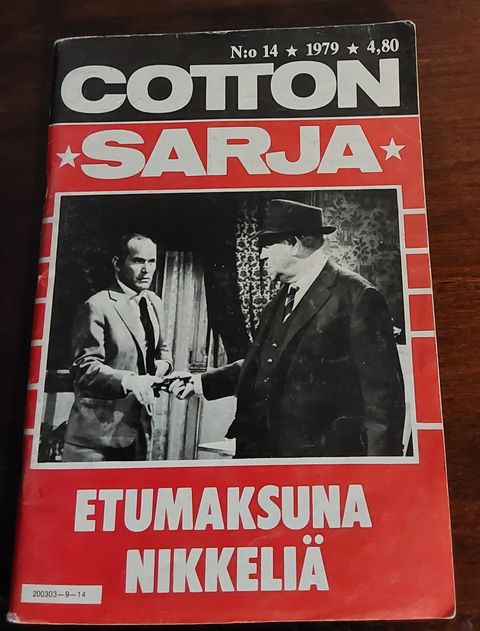 N:o 14 ★ 1979 ★ 4,80
COTTON
★SARJA★
ETUMAKSUNA
NIKKELIÄ
200303—9—14